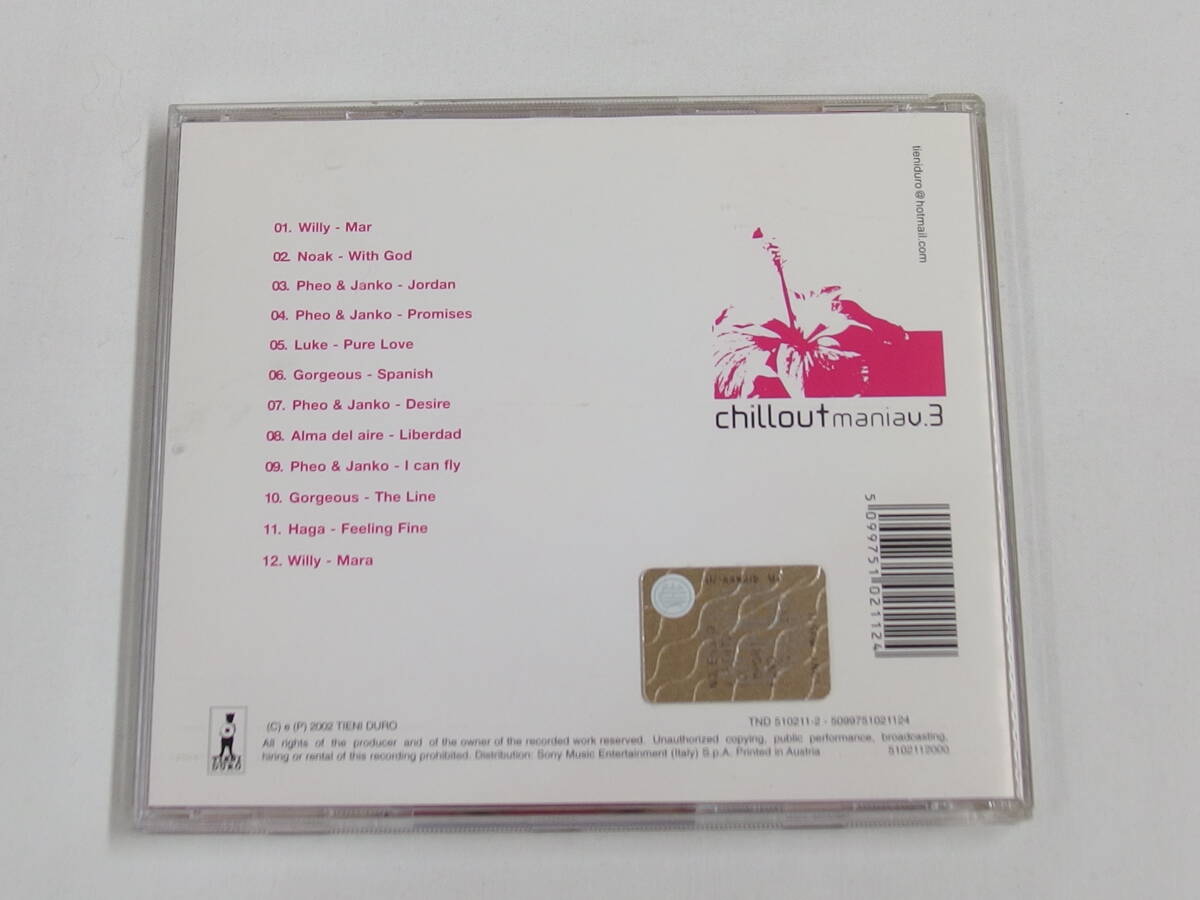 tieniduro@hotmail.com
01. Willy - Mar
02. Noak - With God
03. Pheo & Janko - Jordan
04. Pheo & Janko - Promises
05. Luke - Pure Love
06. Gorgeous - Spanish
07. Pheo & Janko - Desire
08. Alma del aire - Liberdad
09. Pheo & Janko - I can fly
10. Gorgeous - The Line
11. Haga - Feeling Fine
12. Willy - Mara
chilloutmaniav.3
5099751021124
(C) e (P) 2002 TIENI DURO
TND 510211-2 - 5099751021124
All rights of the producer and of the owner of the recorded work reserved. Unauthorized copying, public performance, broadcasting,
hiring or rental of this recording prohibited. Distribution: Sony Music Entertainment (Italy) S.p.A. Printed in Austria
5102112000
TIENI
DURO